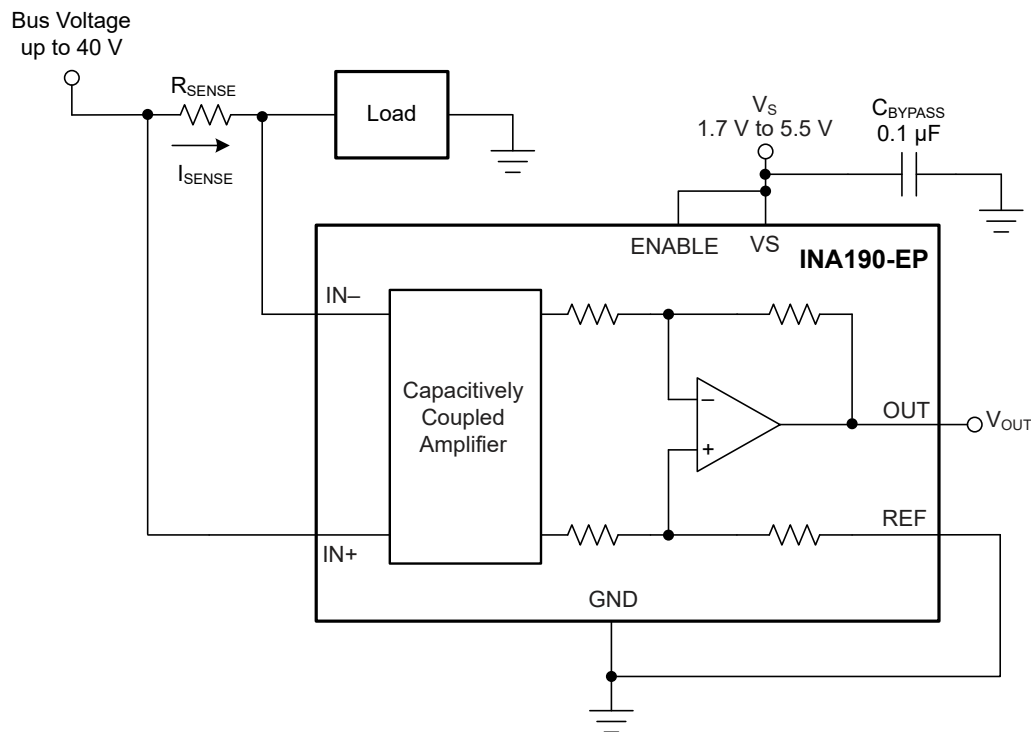 Bus Voltage
up to 40 V
RSENSE
ISENSE
Load
VS
1.7 V to 5.5 V
CBYPASS
0.1 µF
ENABLE
VS
INA190-EP
IN–
Capacitively
Coupled
Amplifier
–
+
OUT
VOUT
REF
IN+
GND